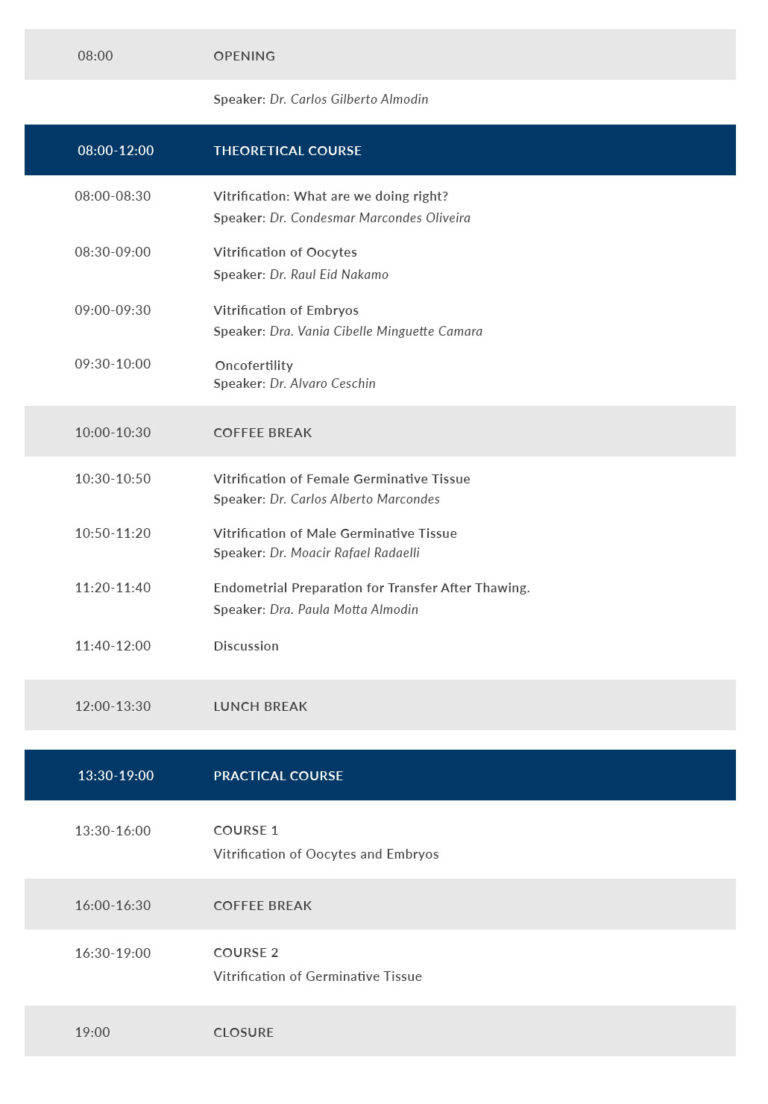 08:00 OPENING
Speaker: Dr. Carlos Gilberto Almodin
08:00-12:00 THEORETICAL COURSE
08:00-08:30 Vitrification: What are we doing right?
Speaker: Dr. Condesmar Marcondes Oliveira
08:30-09:00 Vitrification of Oocytes
Speaker: Dr. Raul Eid Nakamo
09:00-09:30 Vitrification of Embryos
Speaker: Dra. Vania Cibelle Minguette Camara
09:30-10:00 Oncofertility
Speaker: Dr. Alvaro Ceschin
10:00-10:30 COFFEE BREAK
10:30-10:50 Vitrification of Female Germinative Tissue
Speaker: Dr. Carlos Alberto Marcondes
10:50-11:20 Vitrification of Male Germinative Tissue
Speaker: Dr. Moacir Rafael Radaelli
11:20-11:40 Endometrial Preparation for Transfer After Thawing.
Speaker: Dra. Paula Motta Almodin
11:40-12:00 Discussion
12:00-13:30 LUNCH BREAK
13:30-19:00 PRACTICAL COURSE
13:30-16:00 COURSE 1
Vitrification of Oocytes and Embryos
16:00-16:30 COFFEE BREAK
16:30-19:00 COURSE 2
Vitrification of Germinative Tissue
19:00 CLOSURE